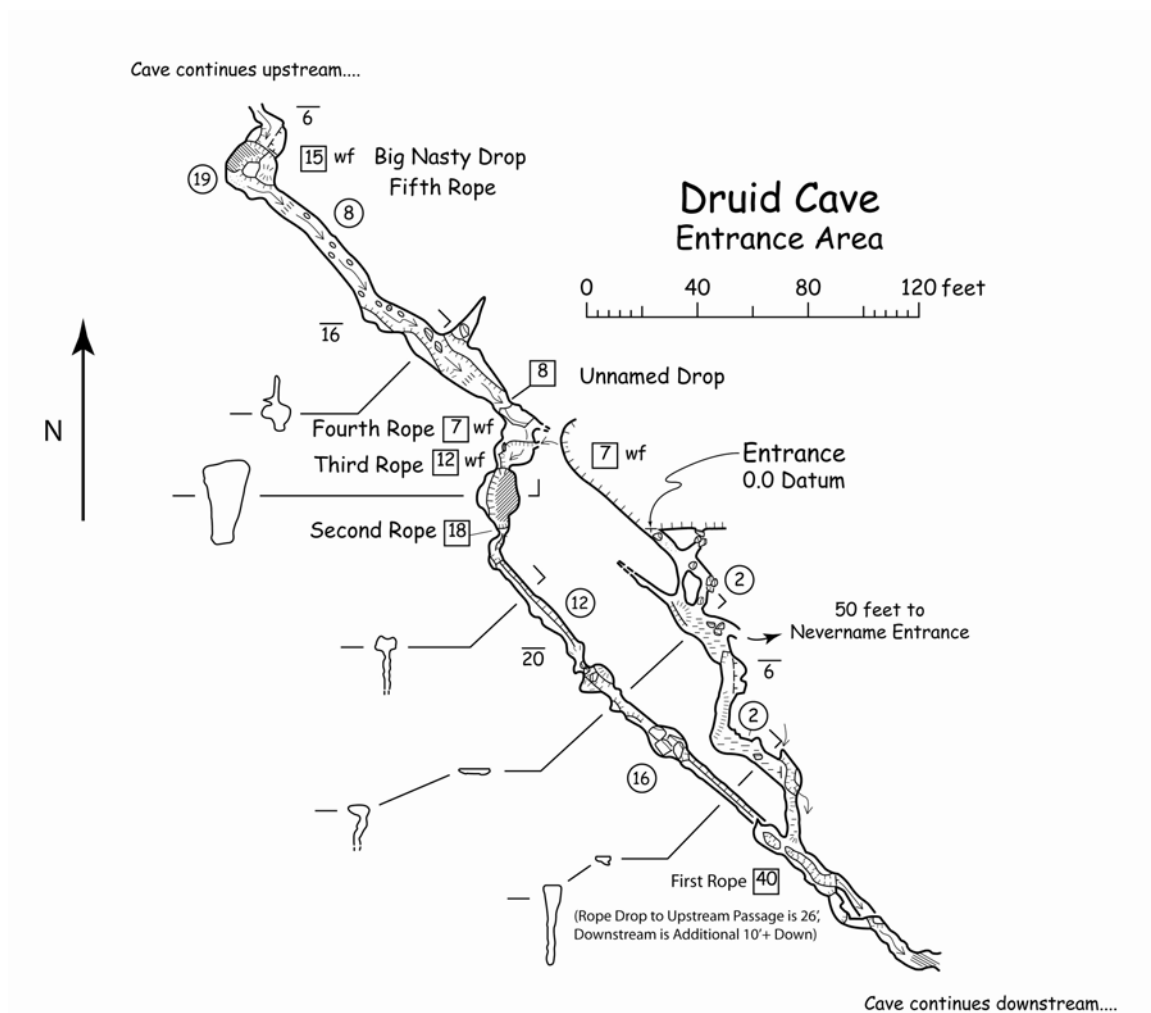 Cave continues upstream....
6
15 wf Big Nasty Drop
Fifth Rope
19
8
Druid Cave
Entrance Area
0 40 80 120 feet
16
8 Unnamed Drop
N
Fourth Rope 7 wf
Third Rope 12 wf
7 wf
Entrance
0.0 Datum
Second Rope 18
2
12
50 feet to
Nevername Entrance
20
6
2
16
First Rope 40
(Rope Drop to Upstream Passage is 26',
Downstream is Additional 10'+ Down)
Cave continues downstream....